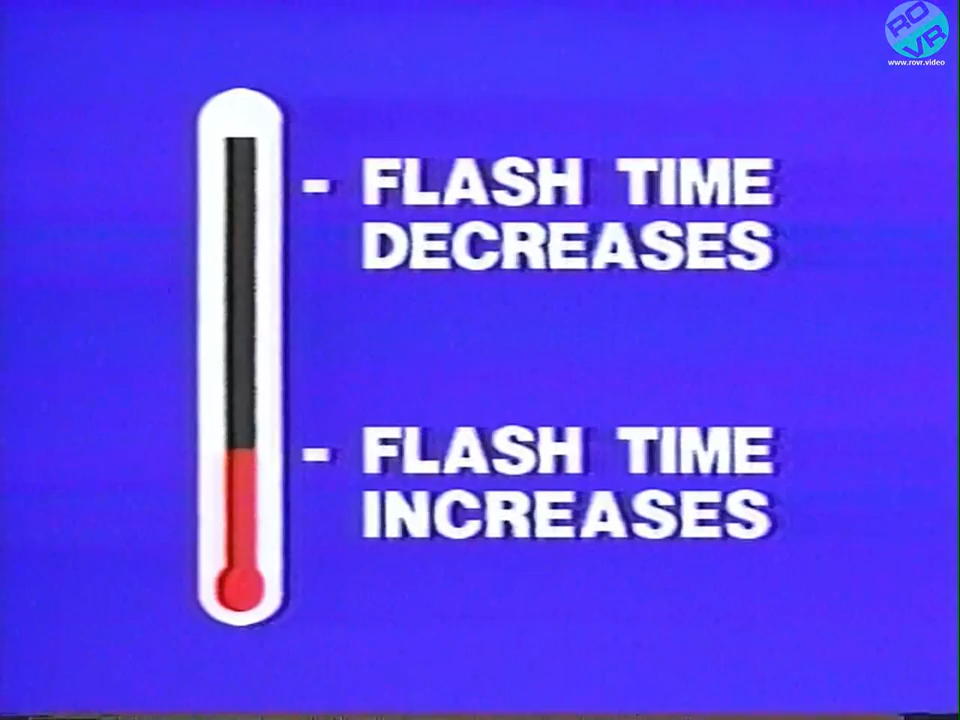 RO
VR
www.rovr.video
- FLASH TIME
DECREASES
- FLASH TIME
INCREASES